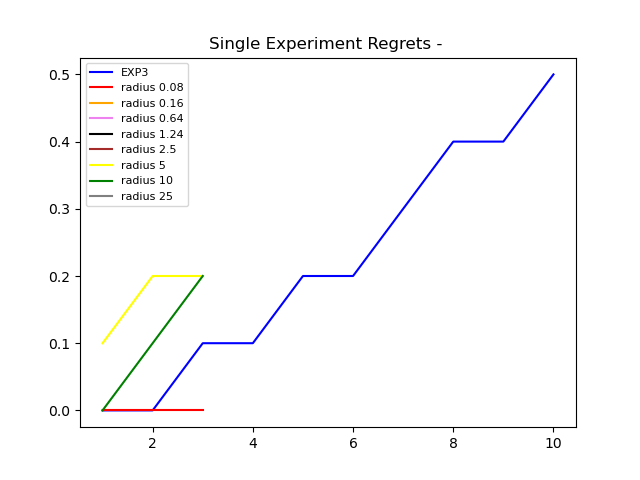 Single Experiment Regrets -
EXP3
radius 0.08
radius 0.16
radius 0.64
radius 1.24
radius 2.5
radius 5
radius 10
radius 25
0.5
0.4
0.3
0.2
0.1
0.0
2 4 6 8 10